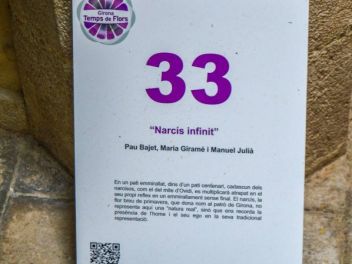 Girona
Temps de Flors
33
“Narcis infinit”
Pau Bajet, Maria Giramé i Manuel Julià
En un pati emmirallat, dins d'un pati centenari, cadascun dels
narcisos, com el del mite d'Ovidi, es multiplicarà atrapat en el
seu propi reflex en un emmirallament sense final. El narcís, la
flor breu de primavera, que dona nom al patró de Girona, no
representa aquí una "natura real", sinó que ens recorda la
presència de l'home i el seu ego en la seva tradicional
representació.